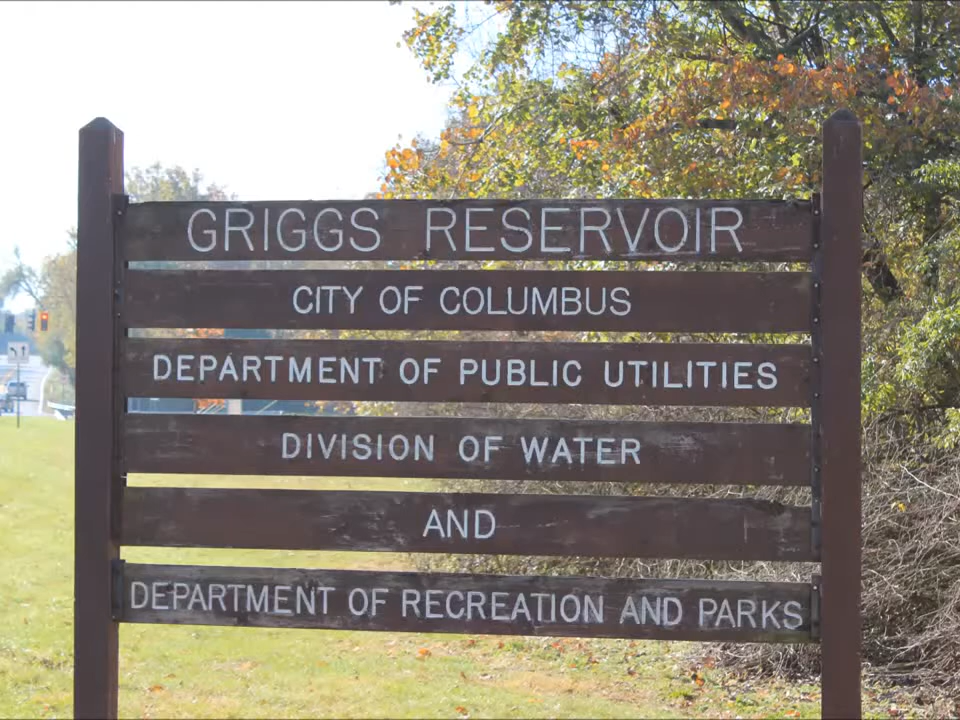 GRIGGS RESERVOIR
CITY OF COLUMBUS
DEPARTMENT OF PUBLIC UTILITIES
DIVISION OF WATER
AND
DEPARTMENT OF RECREATION AND PARKS